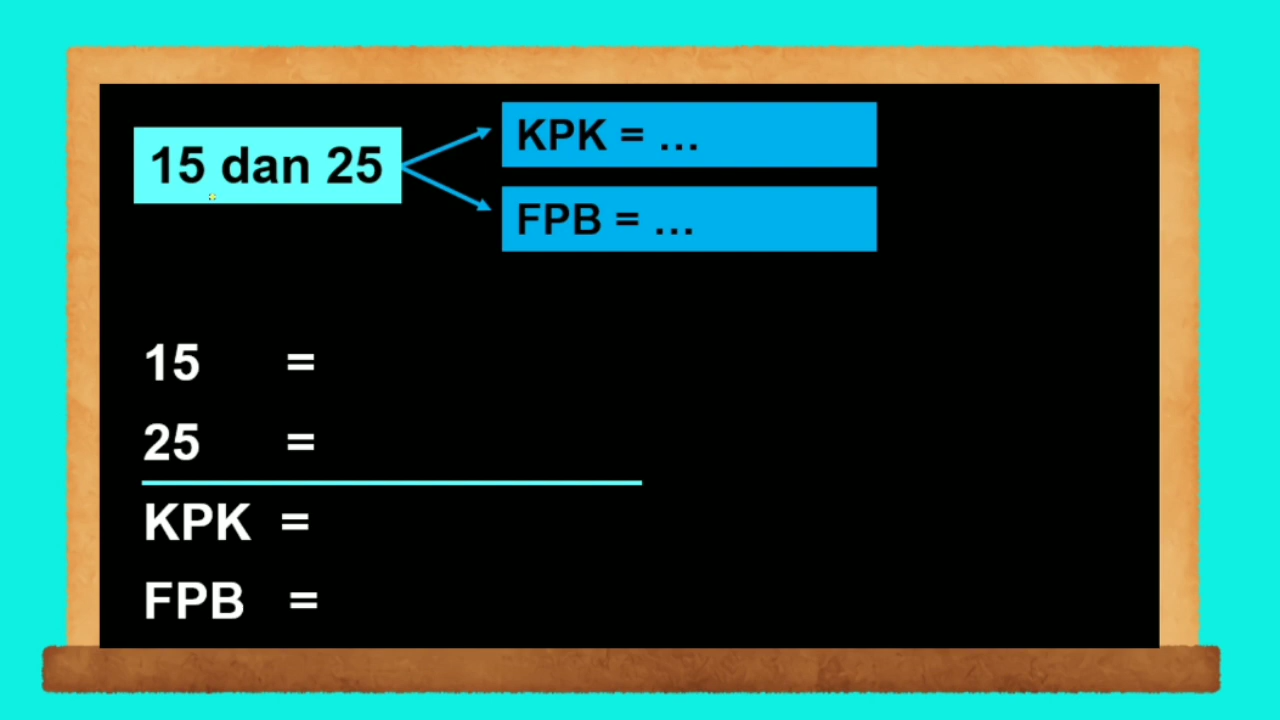 15 dan 25
KPK = ...
FPB = ...
15 =
25 =
KPK =
FPB =